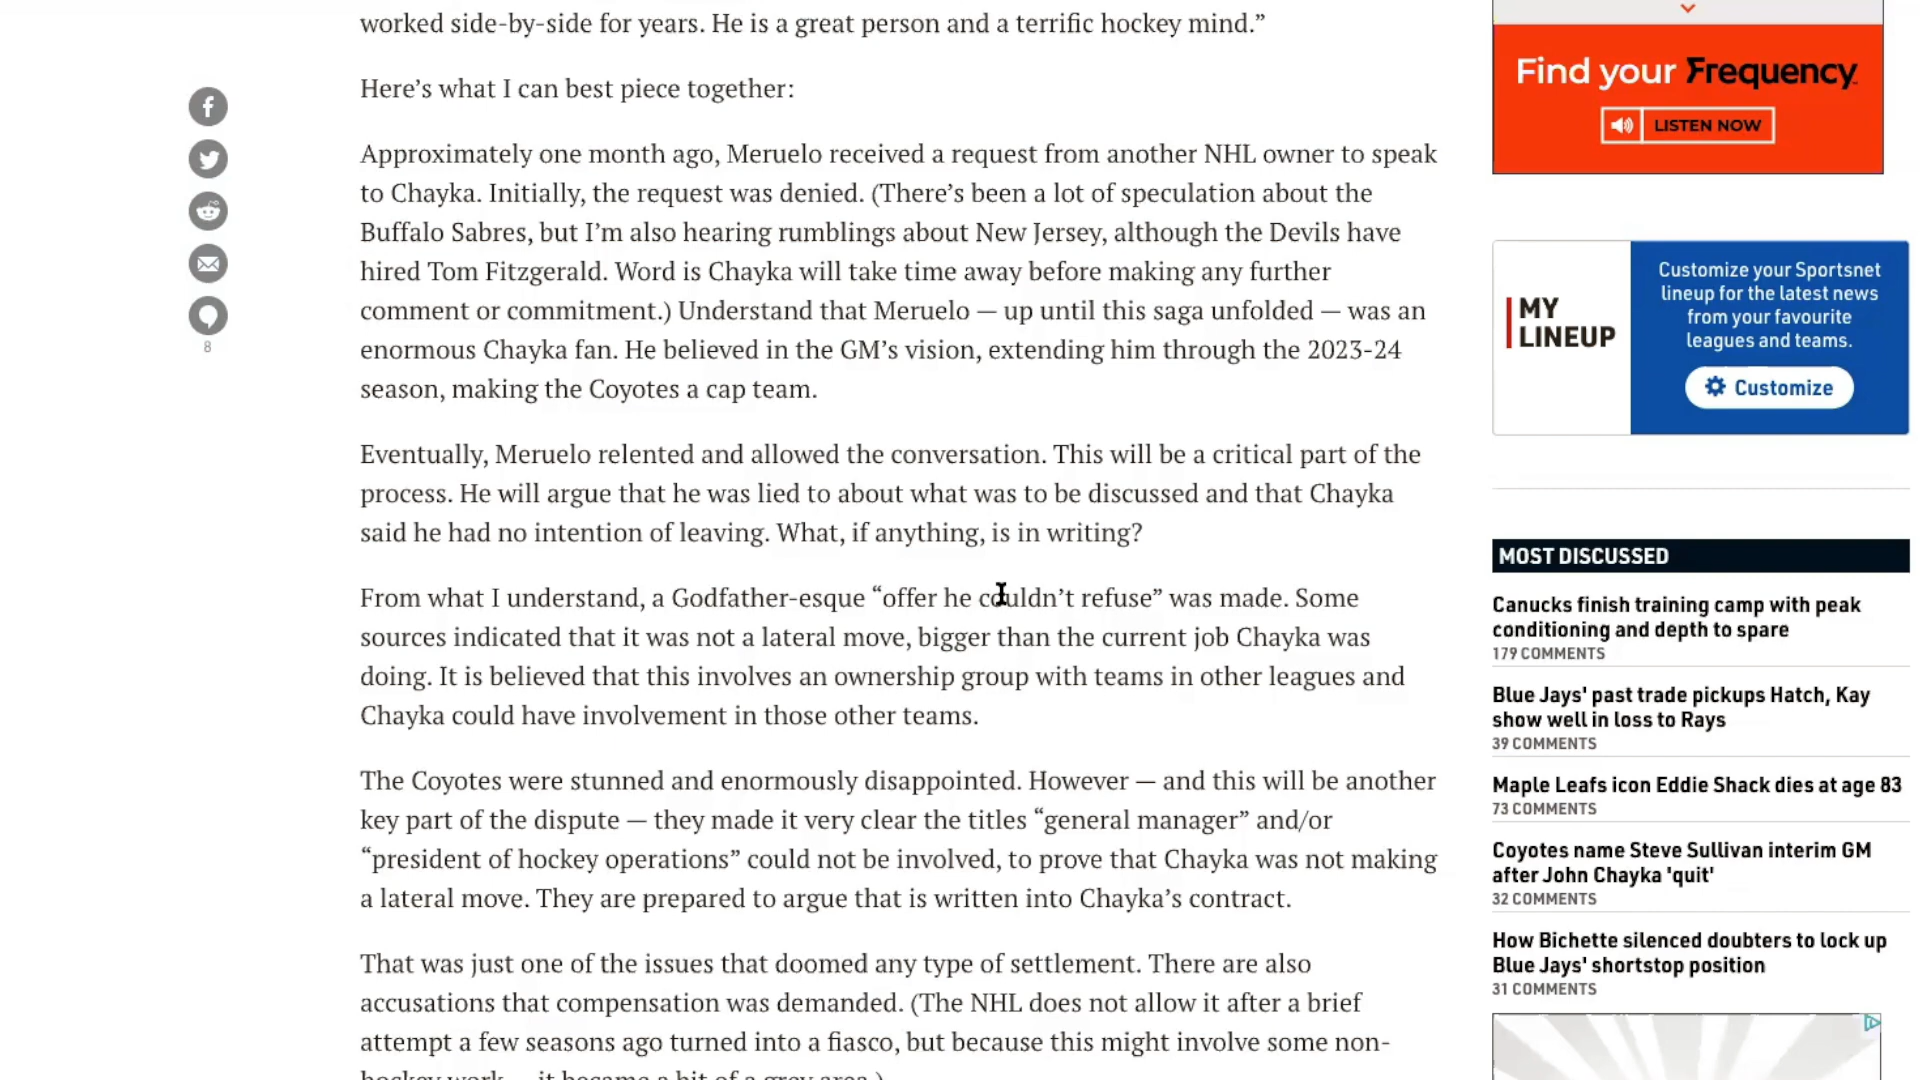 worked side-by-side for years. He is a great person and a terrific hockey mind.”
Here’s what I can best piece together:
Approximately one month ago, Meruelo received a request from another NHL owner to speak
to Chayka. Initially, the request was denied. (There’s been a lot of speculation about the
Buffalo Sabres, but I’m also hearing rumblings about New Jersey, although the Devils have
hired Tom Fitzgerald. Word is Chayka will take time away before making any further
comment or commitment.) Understand that Meruelo — up until this saga unfolded — was an
enormous Chayka fan. He believed in the GM’s vision, extending him through the 2023-24
season, making the Coyotes a cap team.
Eventually, Meruelo relented and allowed the conversation. This will be a critical part of the
process. He will argue that he was lied to about what was to be discussed and that Chayka
said he had no intention of leaving. What, if anything, is in writing?
From what I understand, a Godfather-esque “offer he couldn’t refuse” was made. Some
sources indicated that it was not a lateral move, bigger than the current job Chayka was
doing. It is believed that this involves an ownership group with teams in other leagues and
Chayka could have involvement in those other teams.
The Coyotes were stunned and enormously disappointed. However — and this will be another
key part of the dispute — they made it very clear the titles “general manager” and/or
“president of hockey operations” could not be involved, to prove that Chayka was not making
a lateral move. They are prepared to argue that is written into Chayka’s contract.
That was just one of the issues that doomed any type of settlement. There are also
accusations that compensation was demanded. (The NHL does not allow it after a brief
attempt a few seasons ago turned into a fiasco, but because this might involve some non-
hockey work — it became a bit of a grey area.)
8
Find your Frequency
LISTEN NOW
MY
LINEUP
Customize your Sportsnet
lineup for the latest news
from your favourite
leagues and teams.
Customize
MOST DISCUSSED
Canucks finish training camp with peak
conditioning and depth to spare
179 COMMENTS
Blue Jays' past trade pickups Hatch, Kay
show well in loss to Rays
39 COMMENTS
Maple Leafs icon Eddie Shack dies at age 83
73 COMMENTS
Coyotes name Steve Sullivan interim GM
after John Chayka 'quit'
32 COMMENTS
How Bichette silenced doubters to lock up
Blue Jays' shortstop position
31 COMMENTS